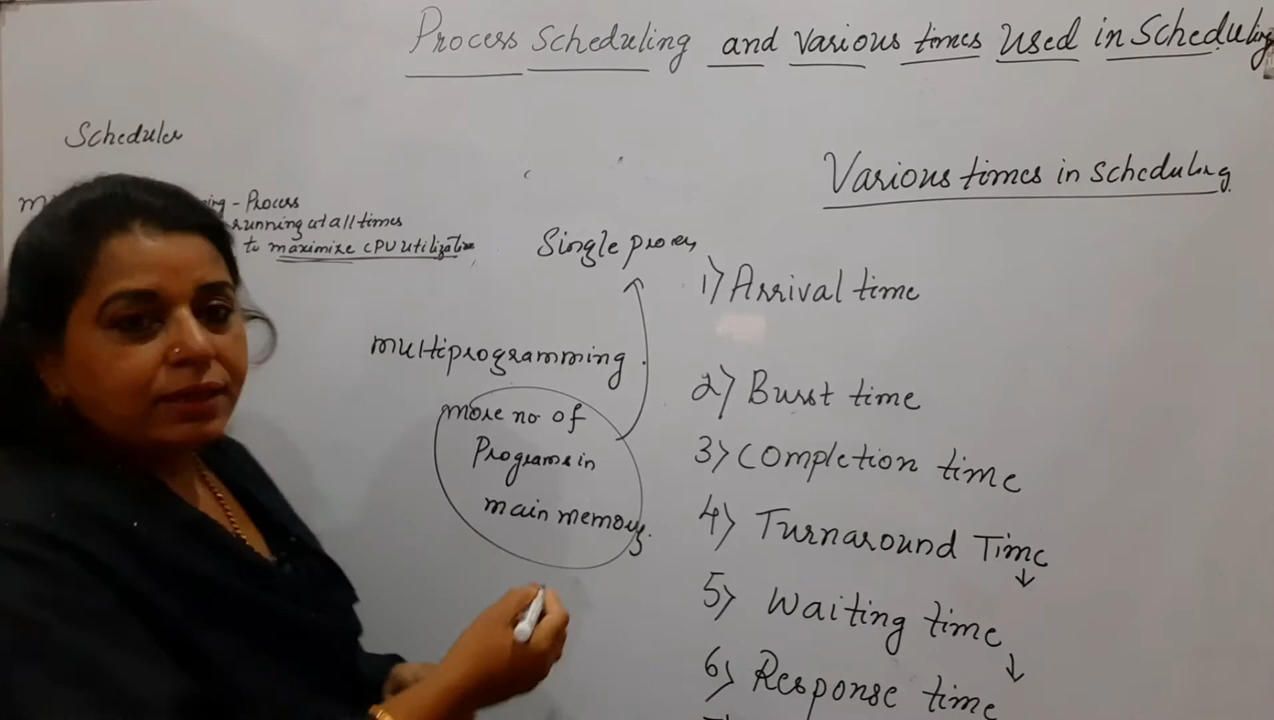 Process Scheduling and Various times Used in Scheduling
Scheduler
Various times in Scheduling
- Process
running at all times
to maximize CPU Utilization
Single process
1) Arrival time
multiprogramming
more no of
Programs in
main memory.
2) Burst time
3) Completion time
4) Turnaround Time
5) Waiting time
6) Response time